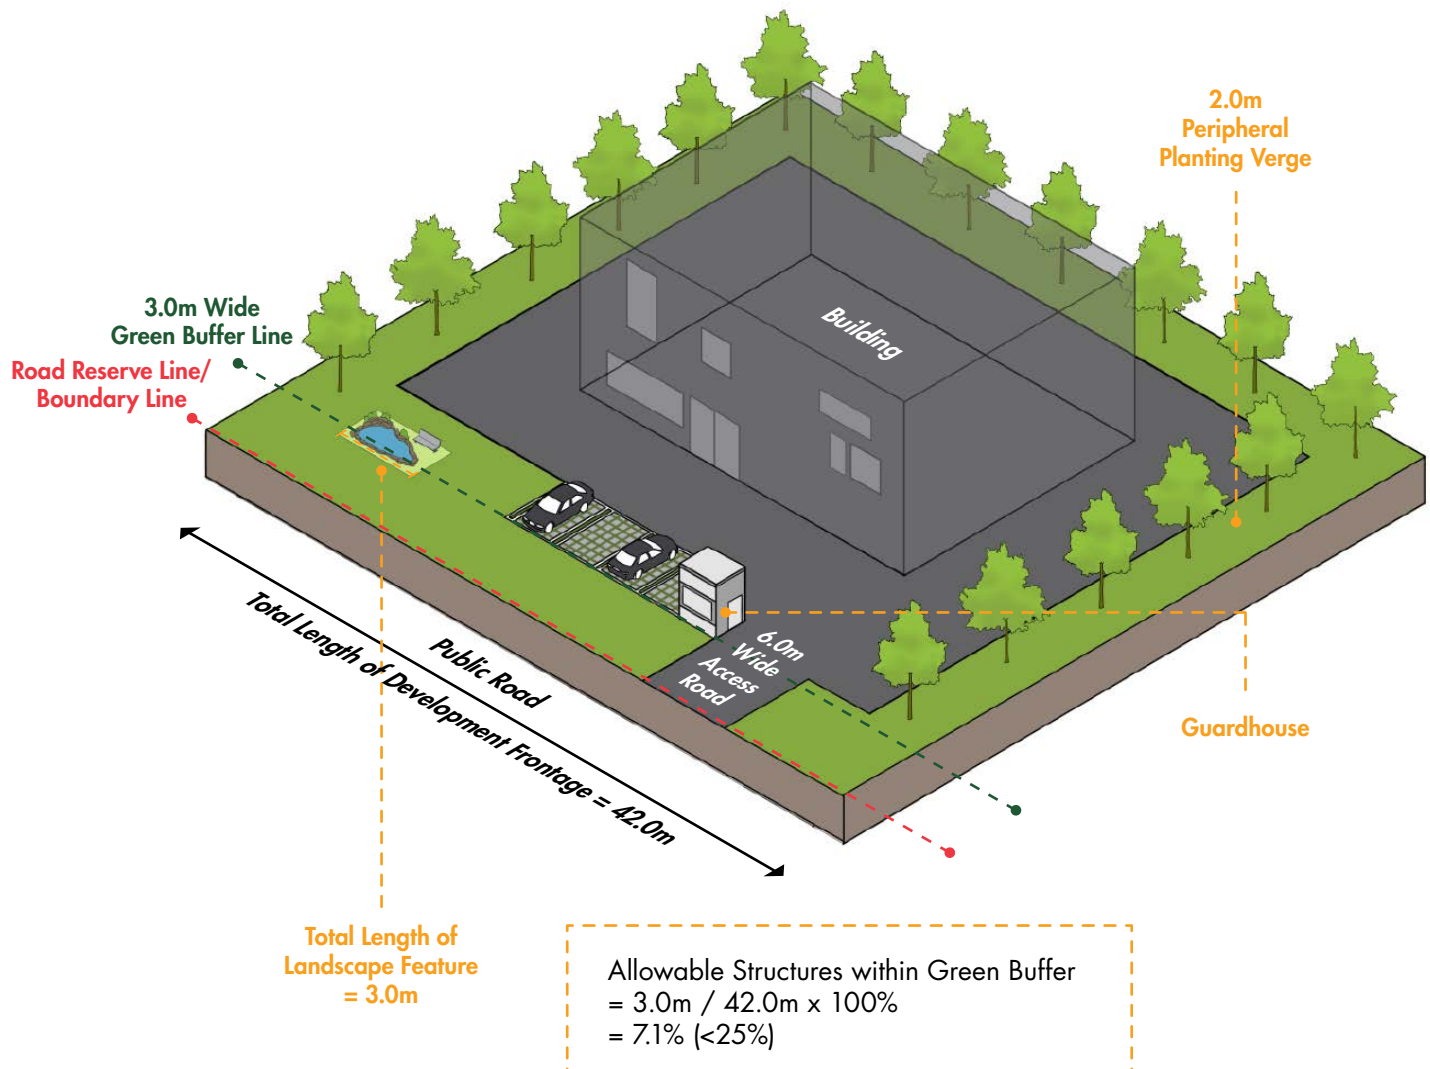 2.0m
Peripheral
Planting Verge
3.0m Wide
Green Buffer Line
Road Reserve Line/
Boundary Line
Building
6.0m
Wide
Access
Road
Public Road
Total Length of Development Frontage = 42.0m
Guardhouse
Total Length of
Landscape Feature
= 3.0m
Allowable Structures within Green Buffer
= 3.0m / 42.0m x 100%
= 7.1% (<25%)